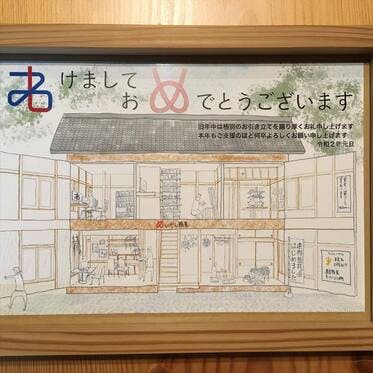 あけまして
おめでとうございます
旧年中は格別のお引き立てを賜り厚くお礼申し上げます
本年もご支援のほど何卒よろしくお願い申し上げます
令和2年元旦